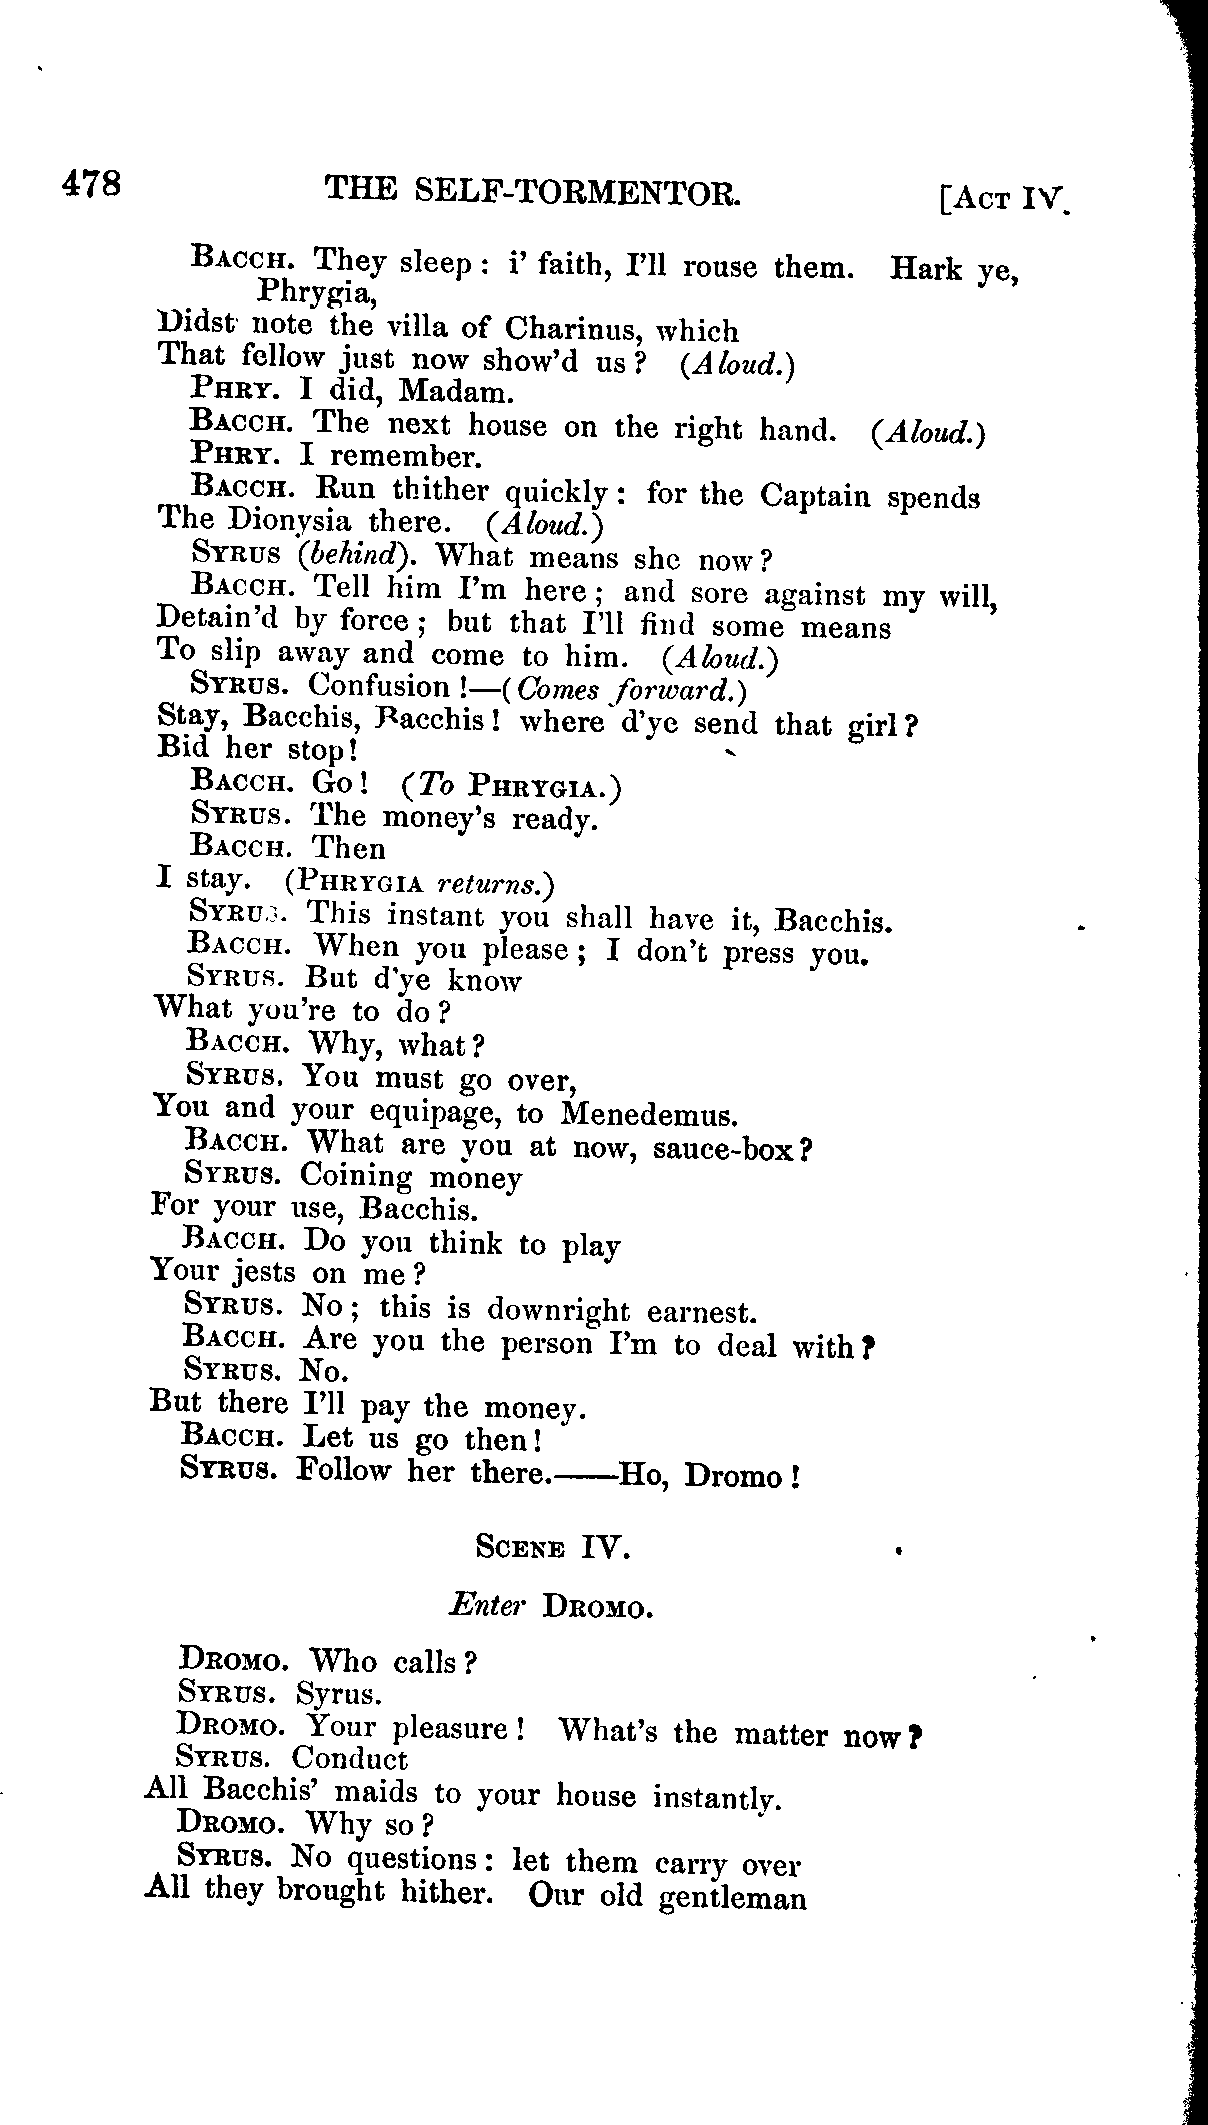 478 THE SELF-TORMENTOR. [ACT IV.
BACCH. They sleep : i' faith, I'll rouse them. Hark ye,
Phrygia,
Didst note the villa of Charinus, which
That fellow just now show'd us ? (Aloud.)
PHRY. I did, Madam.
BACCH. The next house on the right hand. (Aloud.)
PHRY. I remember.
BACCH. Run thither quickly : for the Captain spends
The Dionysia there. (Aloud.)
SYRUS (behind). What means she now ?
BACCH. Tell him I'm here ; and sore against my will,
Detain'd by force ; but that I'll find some means
To slip away and come to him. (Aloud.)
SYRUS. Confusion !—(Comes forward.)
Stay, Bacchis, Bacchis ! where d'ye send that girl ?
Bid her stop !
BACCH. Go ! (To PHRYGIA.)
SYRUS. The money's ready.
BACCH. Then
I stay. (PHRYGIA returns.)
SYRUS. This instant you shall have it, Bacchis.
BACCH. When you please ; I don't press you.
SYRUS. But d'ye know
What you're to do ?
BACCH. Why, what ?
SYRUS. You must go over,
You and your equipage, to Menedemus.
BACCH. What are you at now, sauce-box ?
SYRUS. Coining money
For your use, Bacchis.
BACCH. Do you think to play
Your jests on me ?
SYRUS. No ; this is downright earnest.
BACCH. Are you the person I'm to deal with ?
SYRUS. No.
But there I'll pay the money.
BACCH. Let us go then !
SYRUS. Follow her there.——Ho, Dromo !
SCENE IV.
Enter DROMO.
DROMO. Who calls ?
SYRUS. Syrus.
DROMO. Your pleasure ! What's the matter now ?
SYRUS. Conduct
All Bacchis' maids to your house instantly.
DROMO. Why so ?
SYRUS. No questions : let them carry over
All they brought hither. Our old gentleman